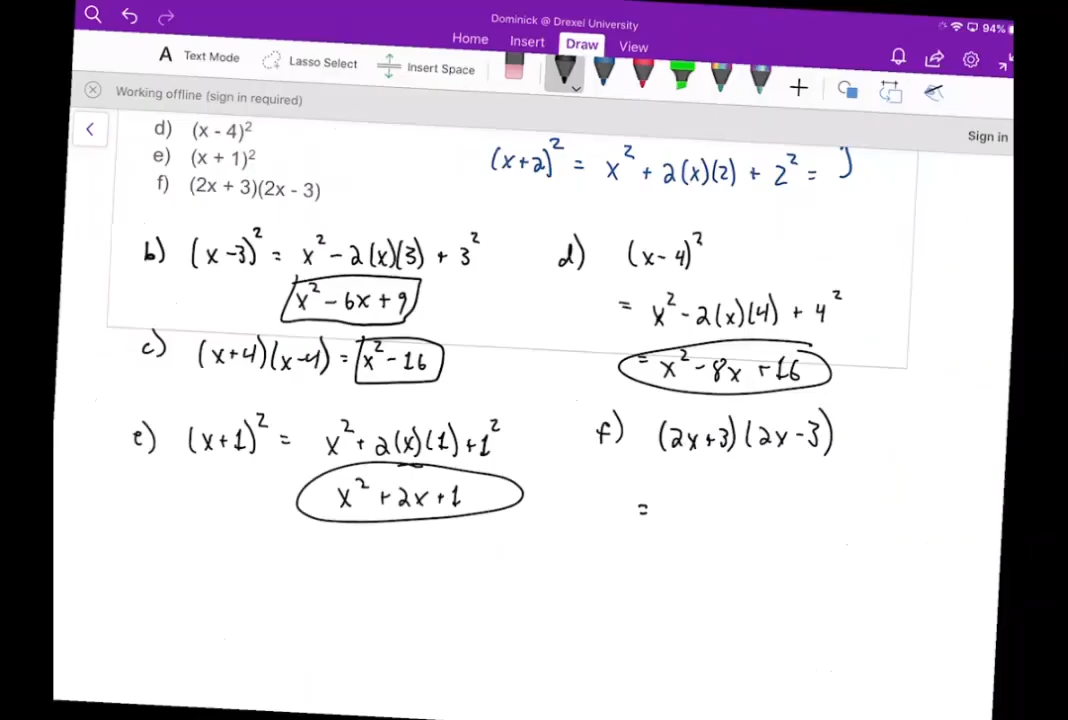 Dominick @ Drexel University
94%
Home Insert Draw View
Text Mode Lasso Select Insert Space
Working offline (sign in required)
Sign in
d) (x - 4)²
e) (x + 1)²
f) (2x + 3)(2x - 3)
(x+2)² = x² + 2(x)(2) + 2² =
b) (x-3)² = x² - 2(x)(3) + 3²
x² - 6x + 9
c) (x+4)(x-4) = x² - 16
d) (x-4)²
= x² - 2(x)(4) + 4²
= x² - 8x + 16
e) (x+1)² = x² + 2(x)(1) + 1²
x² + 2x + 1
f) (2x+3)(2x-3)
=